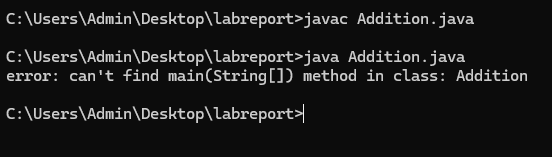 C:\Users\Admin\Desktop\labreport>javac Addition.java
C:\Users\Admin\Desktop\labreport>java Addition.java
error: can't find main(String[]) method in class: Addition
C:\Users\Admin\Desktop\labreport>